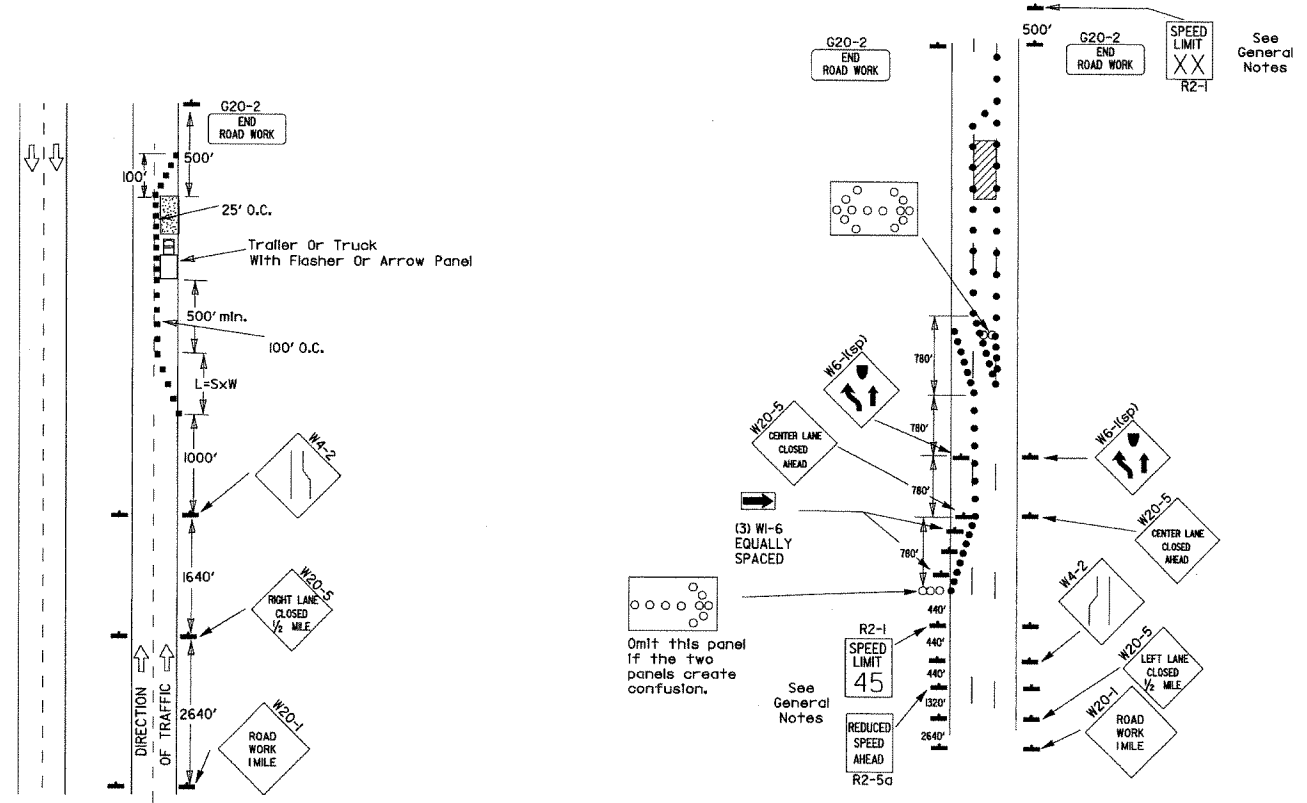 G20-2
END
ROAD WORK
500'
100'
25' O.C.
Trailer Or Truck
With Flasher Or Arrow Panel
500' min.
100' O.C.
L=SxW
1000'
W4-2
1640'
W20-5
RIGHT LANE
CLOSED
1/2 MILE
DIRECTION
OF TRAFFIC
2640'
W20-1
ROAD
WORK
1 MILE
500'
SPEED
LIMIT
XX
R2-1
See
General
Notes
G20-2
END
ROAD WORK
G20-2
END
ROAD WORK
780'
W6-1(sp)
780'
W20-5
CENTER LANE
CLOSED
AHEAD
W6-1(sp)
780'
W20-5
CENTER LANE
CLOSED
AHEAD
(3) W1-6
EQUALLY
SPACED
780'
Omit this panel
if the two
panels create
confusion.
440'
R2-1
SPEED
LIMIT
45
440'
W4-2
440'
See
General
Notes
W20-5
LEFT LANE
CLOSED
1/2 MILE
1320'
REDUCED
SPEED
AHEAD
R2-5a
2640'
W20-1
ROAD
WORK
1 MILE